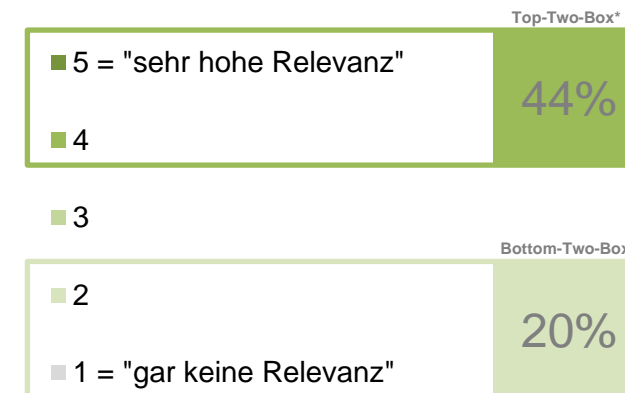 Top-Two-Box*
5 = "sehr hohe Relevanz"
44%
4
3
Bottom-Two-Box
2
20%
1 = "gar keine Relevanz"